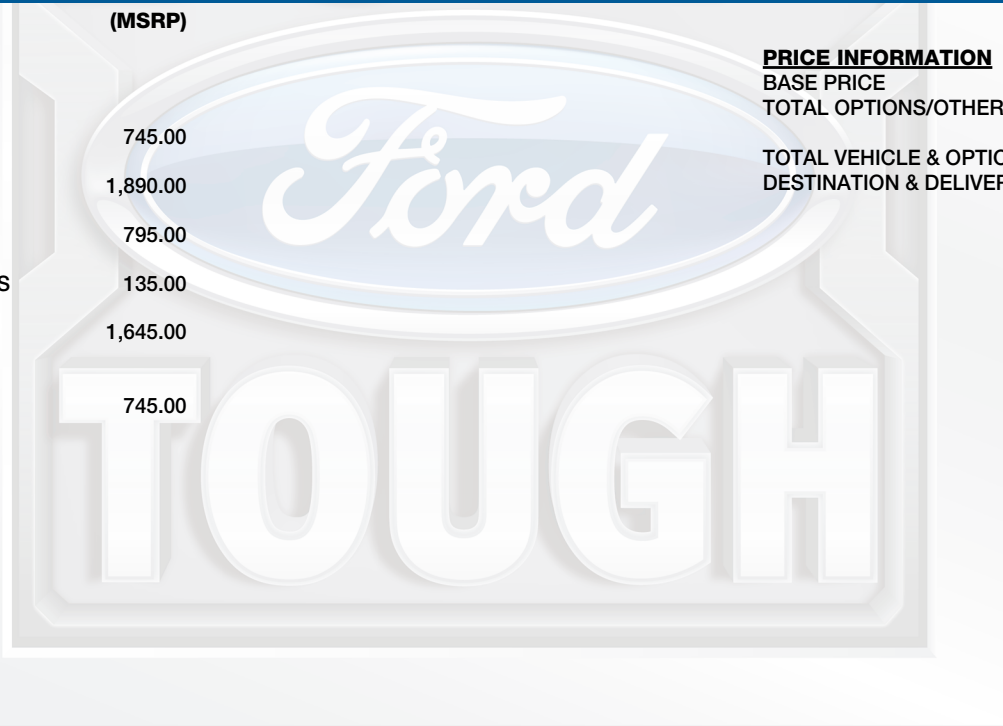 (MSRP)
745.00
1,890.00
795.00
S 135.00
1,645.00
745.00
PRICE INFORMATION
BASE PRICE
TOTAL OPTIONS/OTHER
TOTAL VEHICLE & OPTIO
DESTINATION & DELIVER
Ford
TOUGH